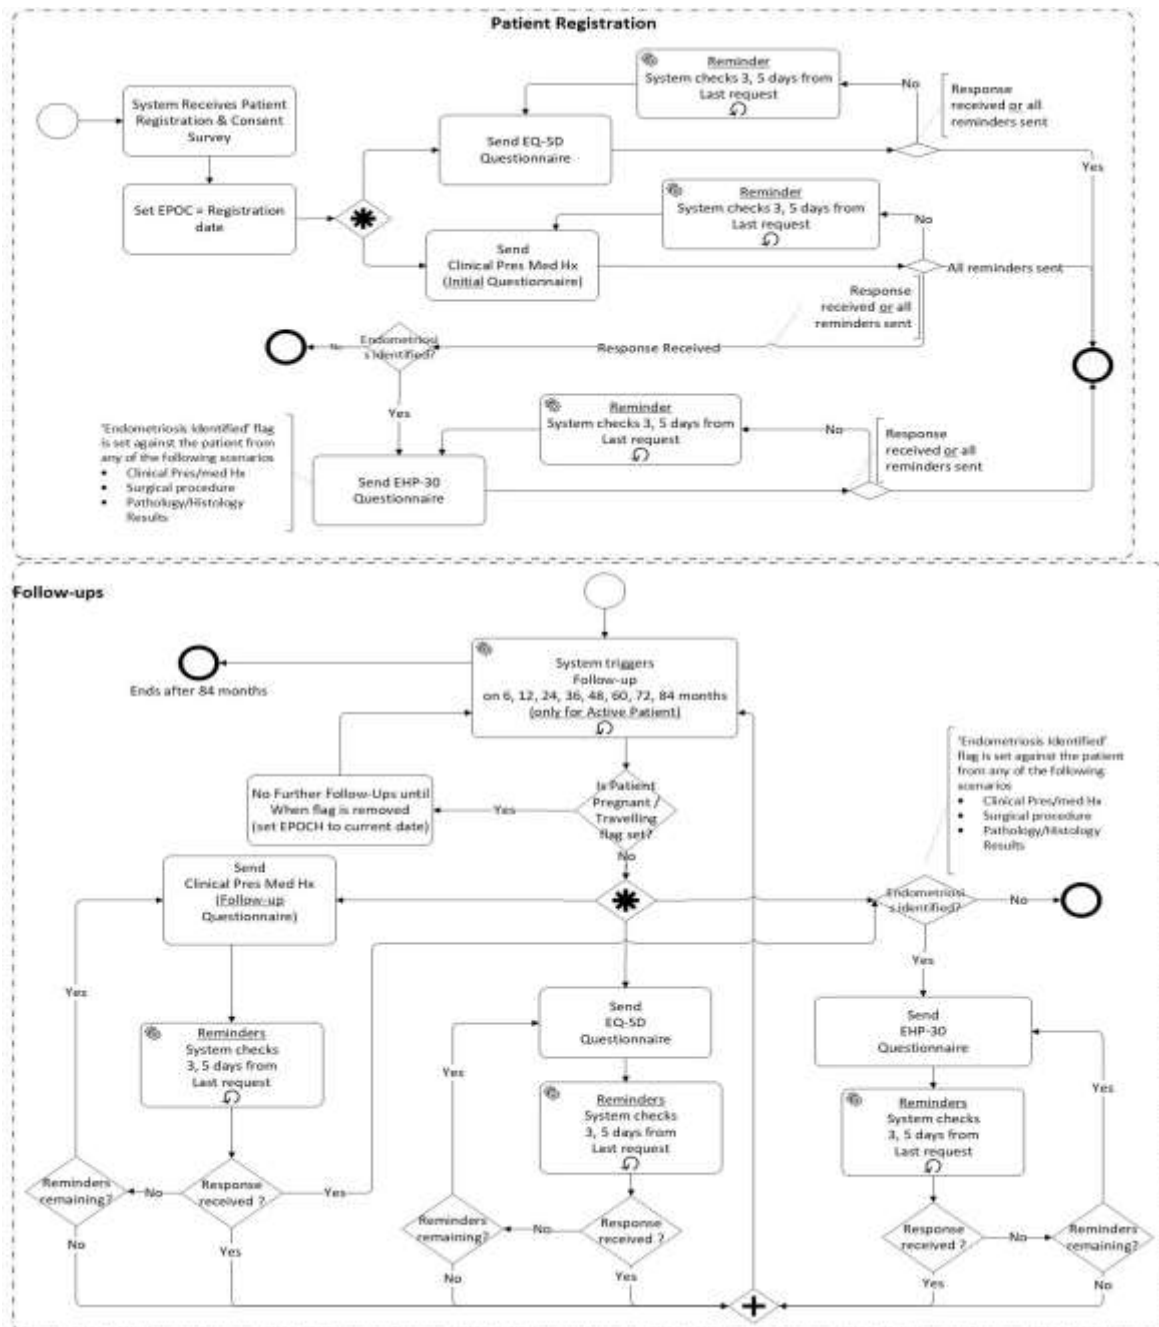 Patient Registration
Reminder
System checks 3, 5 days from
Last request
No
Response
received or all
reminders sent
System Receives Patient
Registration & Consent
Survey
Send EQ-5D
Questionnaire
Yes
Set EPOC = Registration
date
Reminder
System checks 3, 5 days from
Last request
No
Send
Clinical Pres Med Hx
(Initial Questionnaire)
All reminders sent
Response
received or all
reminders sent
Endometriosi
s identified?
No
Response Received
Yes
Reminder
System checks 3, 5 days from
Last request
No
Response
received or all
reminders sent
'Endometriosis Identified' flag
is set against the patient from
any of the following scenarios
• Clinical Pres/med Hx
• Surgical procedure
• Pathology/Histology
Results
Send EHP-30
Questionnaire
Follow-ups
Ends after 84 months
System triggers
Follow-up
on 6, 12, 24, 36, 48, 60, 72, 84 months
(only for Active Patient)
'Endometriosis Identified'
flag is set against the patient
from any of the following
scenarios
• Clinical Pres/med Hx
• Surgical procedure
• Pathology/Histology
Results
No Further Follow-Ups until
When flag is removed
(set EPOCH to current date)
Yes
Is Patient
Pregnant /
Travelling
flag set?
No
Send
Clinical Pres Med Hx
(Follow-up
Questionnaire)
Endometriosi
s identified?
No
Yes
Yes
Send
EQ-5D
Questionnaire
Send
EHP-30
Questionnaire
Reminders
System checks
3, 5 days from
Last request
Yes
Reminders
System checks
3, 5 days from
Last request
Yes
Reminders
System checks
3, 5 days from
Last request
Reminders
remaining?
No
Response
received ?
Yes
Reminders
remaining?
No
Response
received ?
Response
received ?
No
Reminders
remaining?
No
Yes
No
Yes
Yes
No